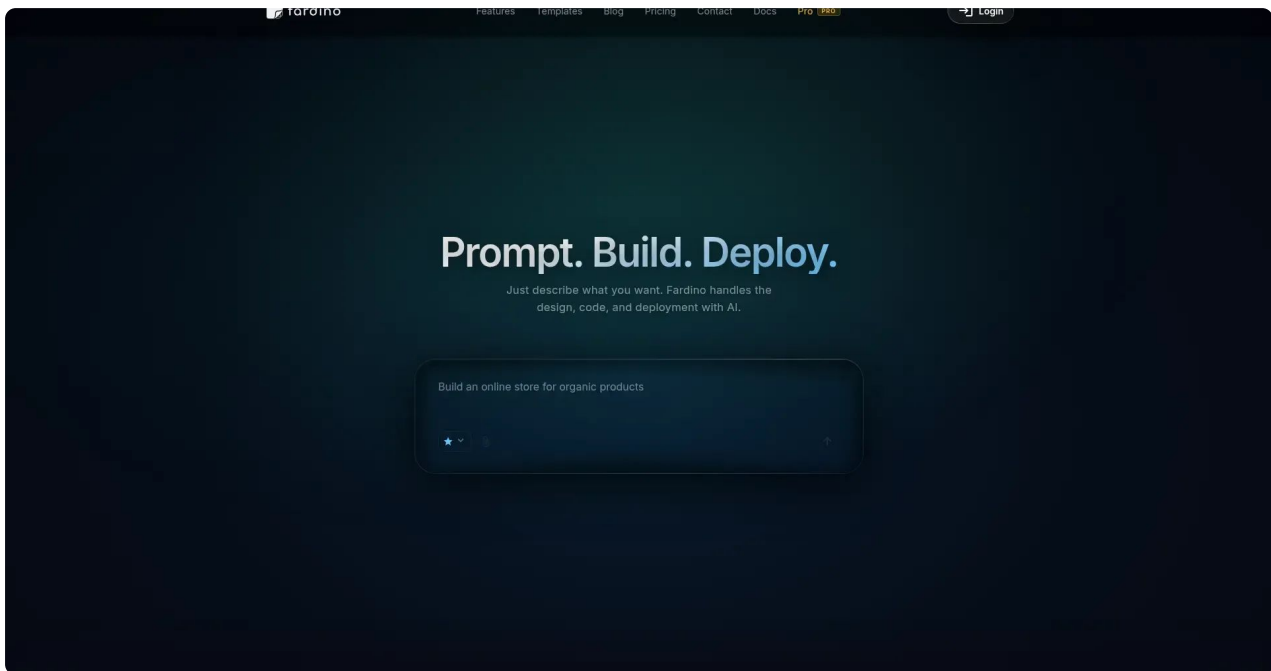 fardino
Features Templates Blog Pricing Contact Docs Pro PRO
Login
Prompt. Build. Deploy.
Just describe what you want. Fardino handles the
design, code, and deployment with AI.
Build an online store for organic products